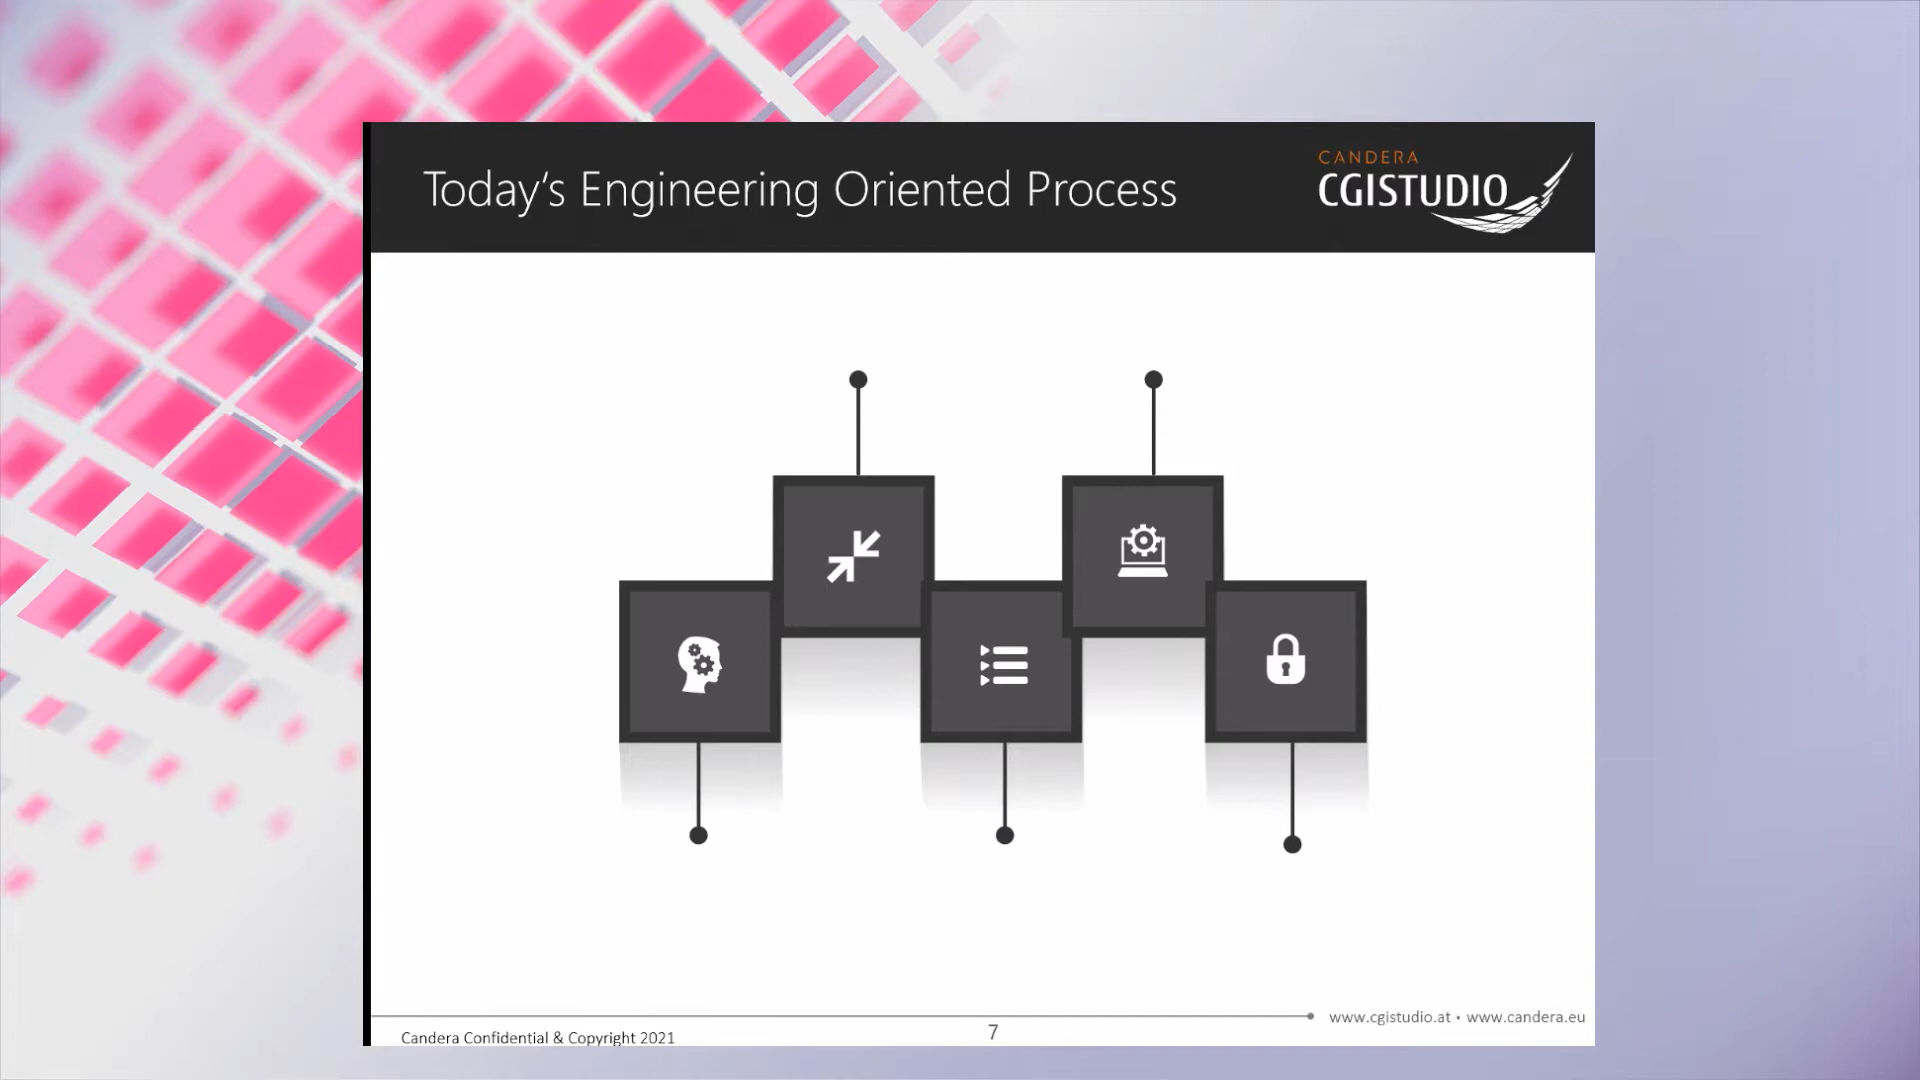 Today‘s Engineering Oriented Process
CANDERA
CGISTUDIO
www.cgistudio.at • www.candera.eu
Candera Confidential & Copyright 2021
7